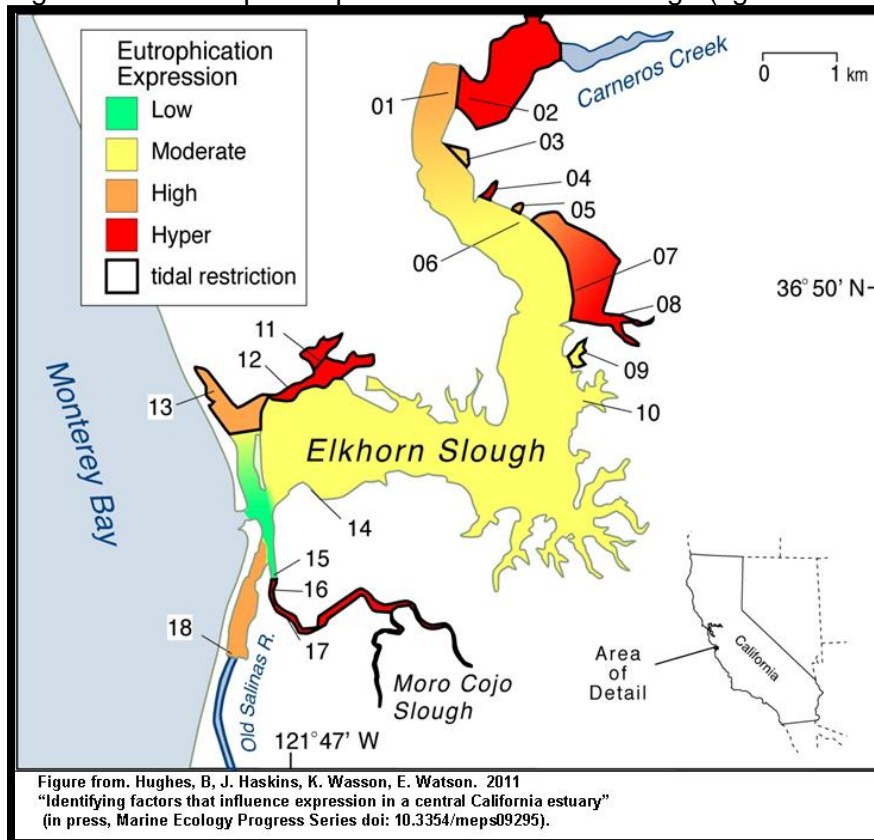 Eutrophication
Expression
Low
Moderate
High
Hyper
tidal restriction
0 1 km
Carneros Creek
01
02
03
04
05
06
07
36° 50' N
08
09
10
11
12
13
Monterey Bay
Elkhorn Slough
14
15
16
17
18
Old Salinas R.
Moro Cojo
Slough
121° 47' W
Area
of
Detail
California
Figure from. Hughes, B, J. Haskins, K. Wasson, E. Watson. 2011
“Identifying factors that influence expression in a central California estuary”
(in press, Marine Ecology Progress Series doi: 10.3354/meps09295).